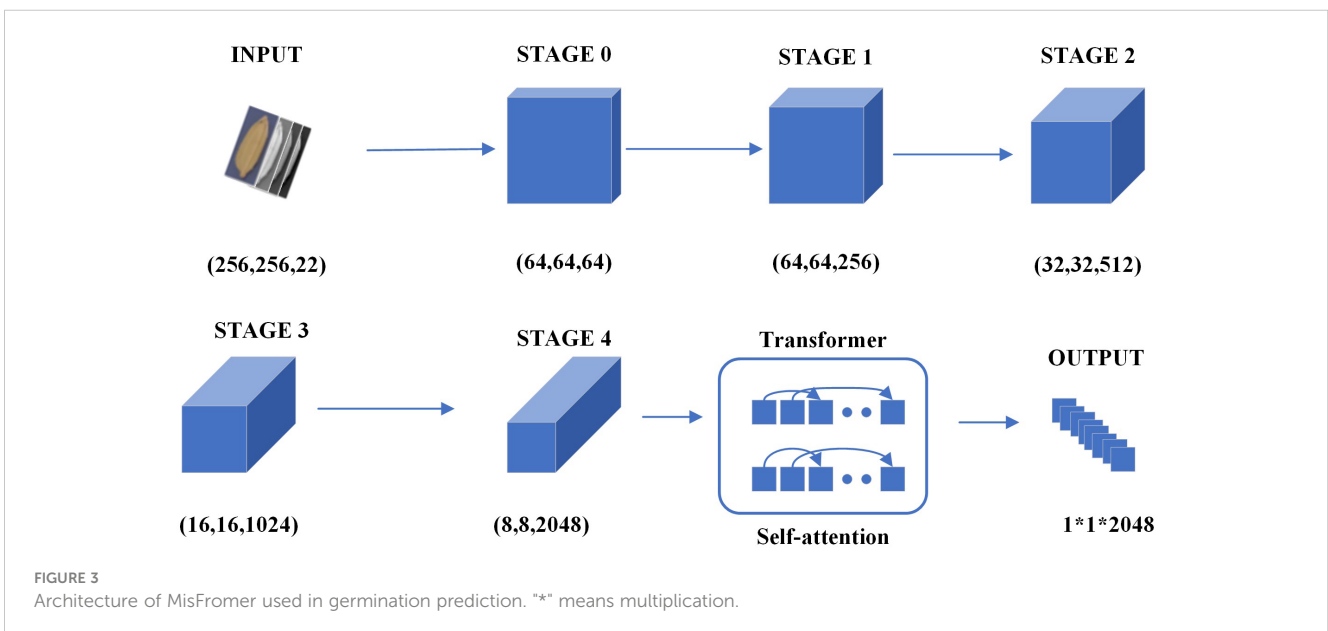 INPUT
STAGE 0
STAGE 1
STAGE 2
(256,256,22)
(64,64,64)
(64,64,256)
(32,32,512)
STAGE 3
STAGE 4
Transformer
OUTPUT
(16,16,1024)
(8,8,2048)
Self-attention
1*1*2048
FIGURE 3
Architecture of MisFromer used in germination prediction. "*" means multiplication.